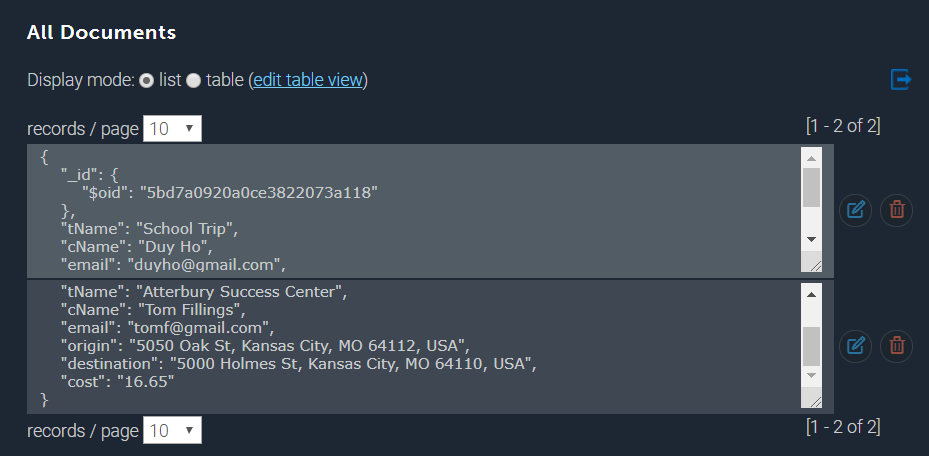 All Documents
Display mode: list table (edit table view)
records / page 10 [1 - 2 of 2]
{
"_id": {
"$oid": "5bd7a0920a0ce3822073a118"
},
"tName": "School Trip",
"cName": "Duy Ho",
"email": "duyho@gmail.com",
"tName": "Atterbury Success Center",
"cName": "Tom Fillings",
"email": "tomf@gmail.com",
"origin": "5050 Oak St, Kansas City, MO 64112, USA",
"destination": "5000 Holmes St, Kansas City, MO 64110, USA",
"cost": "16.65"
}
records / page 10 [1 - 2 of 2]